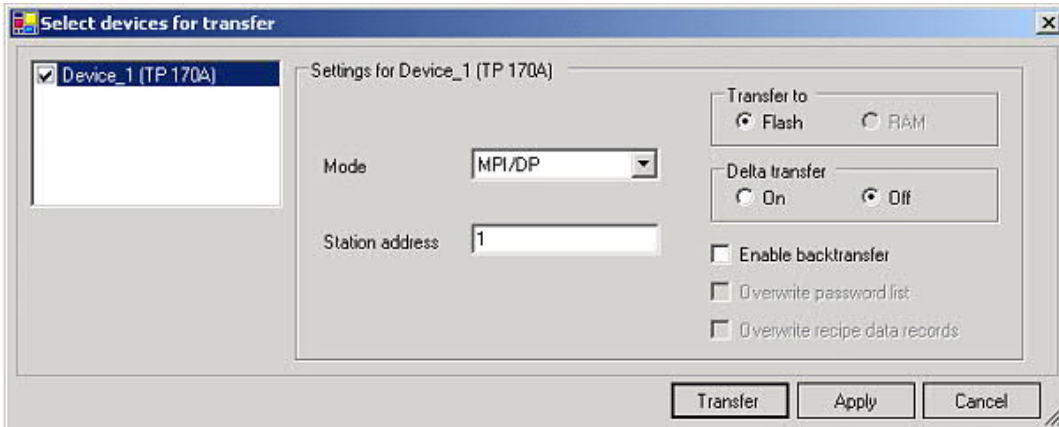 Select devices for transfer
Device_1 (TP 170A)
Settings for Device_1 (TP 170A)
Mode
MPI/DP
Station address
1
Transfer to
Flash
RAM
Delta transfer
On
Off
Enable backtransfer
Overwrite password list
Overwrite recipe data records
Transfer
Apply
Cancel